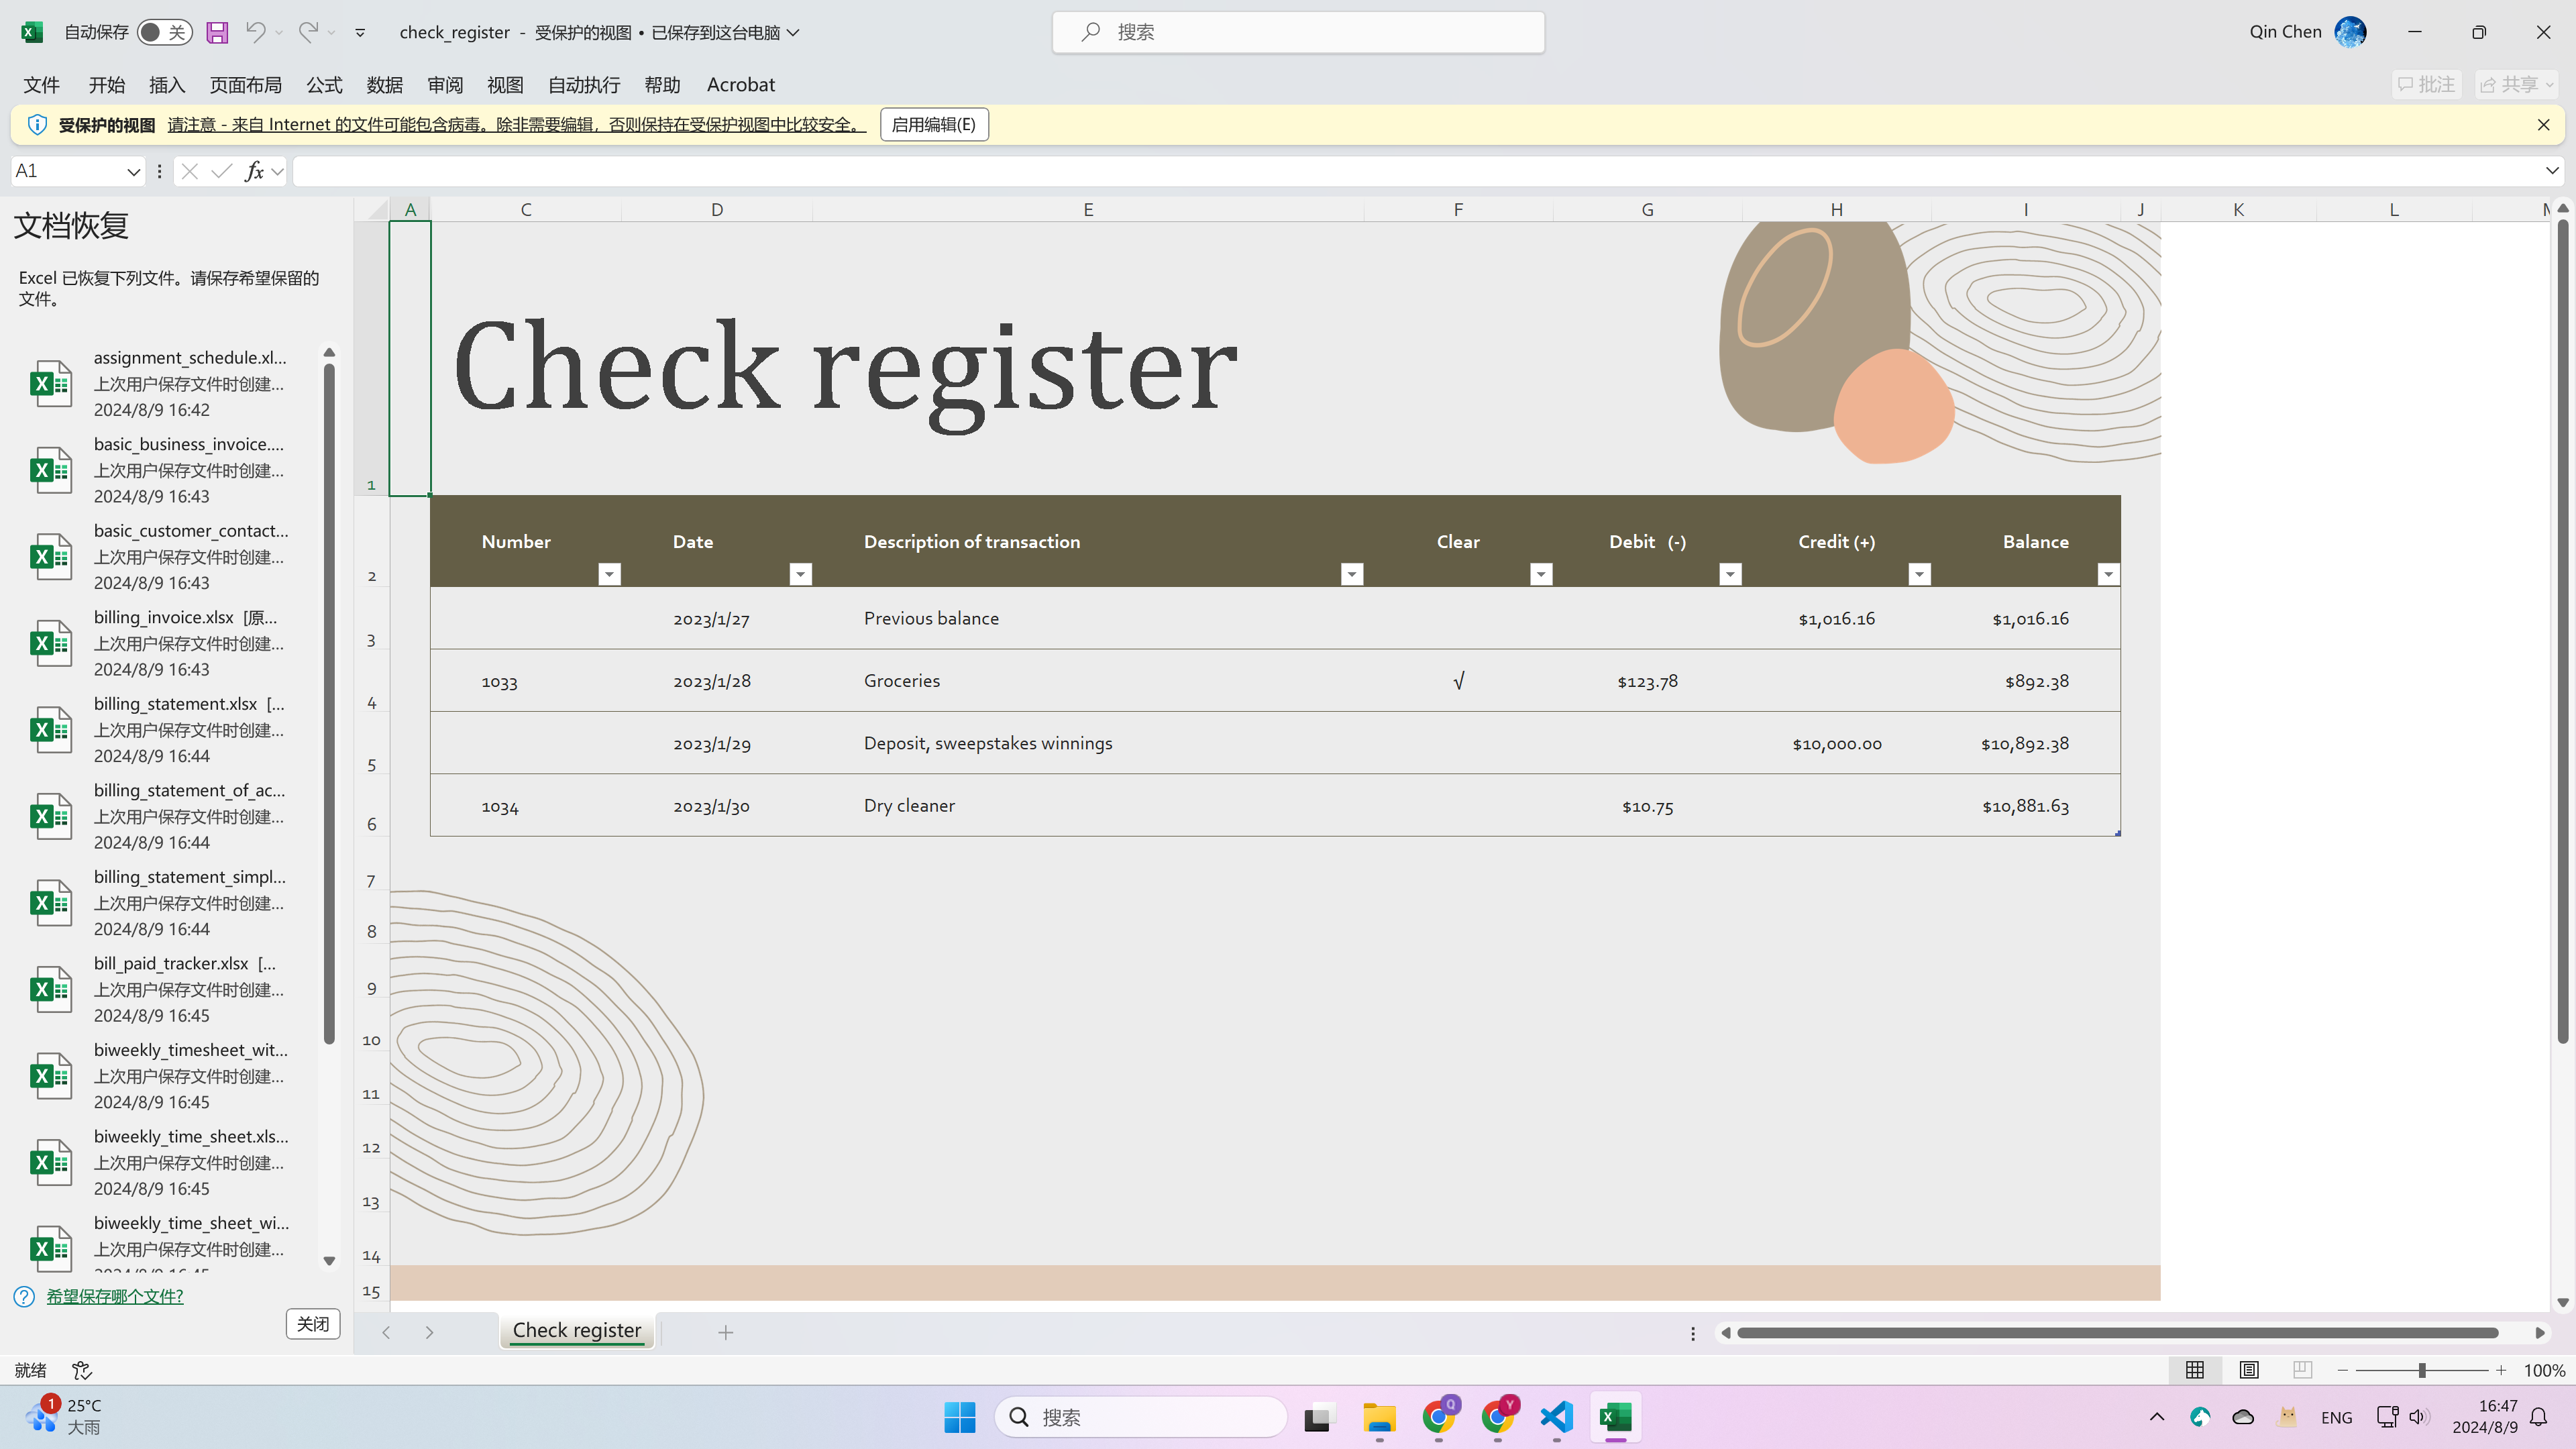 自动保存 关 check_register - 受保护的视图 • 已保存到这台电脑 搜索 Qin Chen
文件 开始 插入 页面布局 公式 数据 审阅 视图 自动执行 帮助 Acrobat 批注 共享
受保护的视图 请注意 - 来自 Internet 的文件可能包含病毒。除非需要编辑，否则保持在受保护视图中比较安全。 启用编辑(E)
A1 fx
文档恢复
Excel 已恢复下列文件。请保存希望保留的
文件。
assignment_schedule.xl...
上次用户保存文件时创建...
2024/8/9 16:42
basic_business_invoice....
上次用户保存文件时创建...
2024/8/9 16:43
basic_customer_contact...
上次用户保存文件时创建...
2024/8/9 16:43
billing_invoice.xlsx [原...
上次用户保存文件时创建...
2024/8/9 16:43
billing_statement.xlsx [...
上次用户保存文件时创建...
2024/8/9 16:44
billing_statement_of_ac...
上次用户保存文件时创建...
2024/8/9 16:44
billing_statement_simpl...
上次用户保存文件时创建...
2024/8/9 16:44
bill_paid_tracker.xlsx [...
上次用户保存文件时创建...
2024/8/9 16:45
biweekly_timesheet_wit...
上次用户保存文件时创建...
2024/8/9 16:45
biweekly_time_sheet.xls...
上次用户保存文件时创建...
2024/8/9 16:45
biweekly_time_sheet_wi...
上次用户保存文件时创建...
2024/8/9 16:45
希望保存哪个文件?
关闭
A C D E F G H I J K L M
1 Check register
2 Number Date Description of transaction Clear Debit (-) Credit (+) Balance
3 2023/1/27 Previous balance $1,016.16 $1,016.16
4 1033 2023/1/28 Groceries √ $123.78 $892.38
5 2023/1/29 Deposit, sweepstakes winnings $10,000.00 $10,892.38
6 1034 2023/1/30 Dry cleaner $10.75 $10,881.63
7
8
9
10
11
12
13
14
15
Check register
就绪 100%
1 25°C
大雨
搜索
Q Y
ENG
16:47
2024/8/9